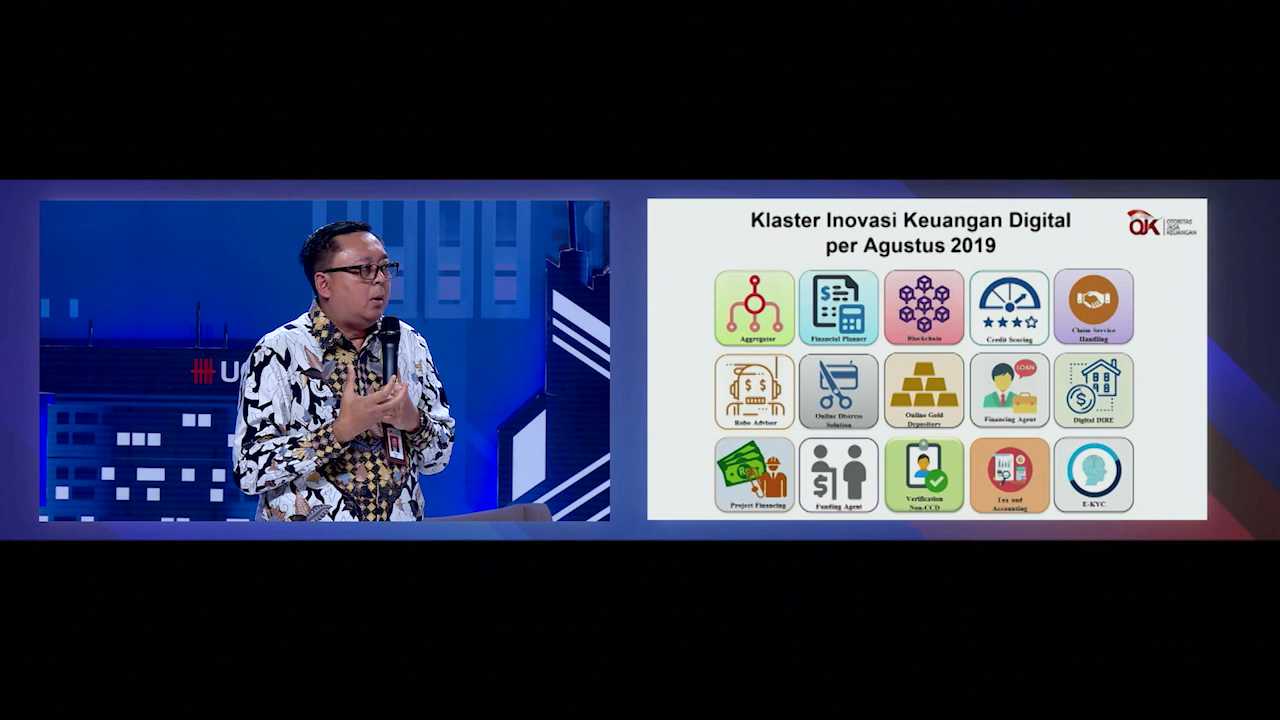 U
Klaster Inovasi Keuangan Digital
per Agustus 2019
OJK
OTORITAS
JASA
KEUANGAN
Aggregator
Financial Planner
Blockchain
Credit Scoring
Claim Service
Handling
Robo Advisor
Online Distress
Solution
Online Gold
Depository
LOAN
Financing Agent
Digital DIRE
Project Financing
Funding Agent
Verification
Non-CCD
Tax and
Accounting
E-KYC